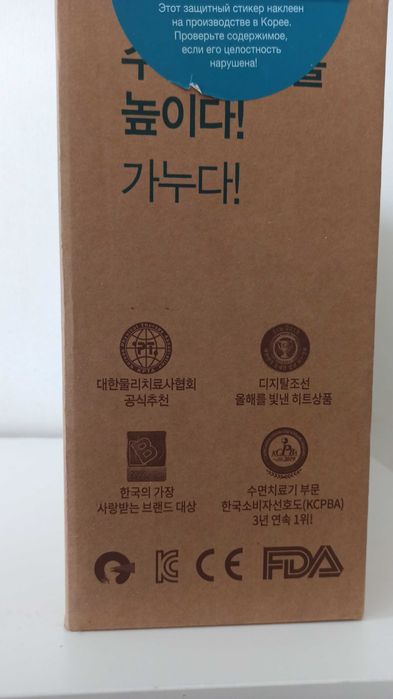 Этот защитный стикер наклеен
на производстве в Корее.
Проверьте содержимое,
если его целостность
нарушена!
높이다!
가누다!
P.T.
대한물리치료사협회
공식추천
디지틀조선
올해를 빛낸 히트상품
한국의 가장
사랑받는 브랜드 대상
수면치료기 부문
한국소비자선호도(KCPBA)
3년 연속 1위!
KC CE FDA